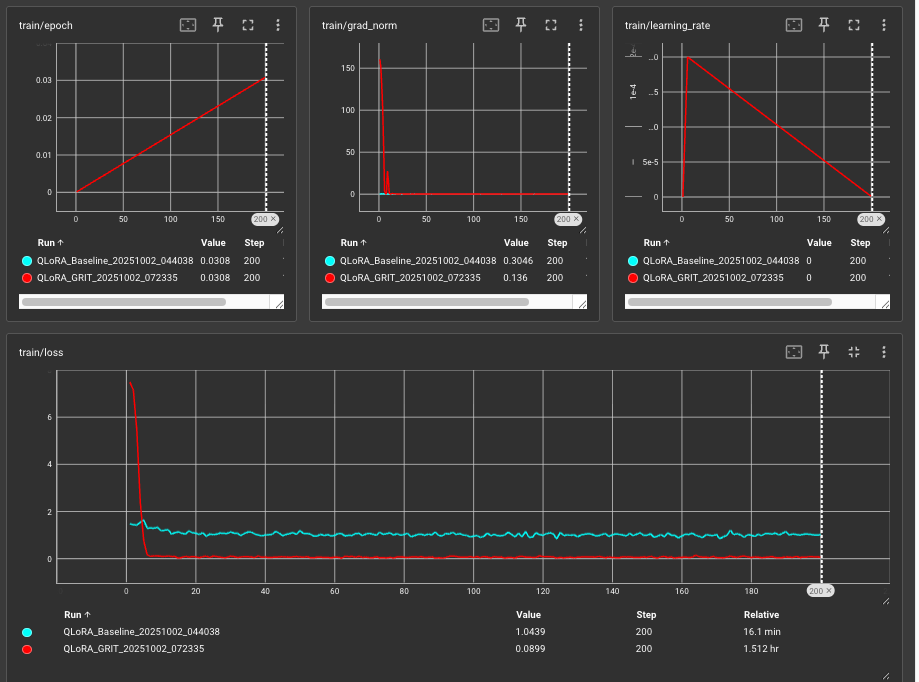 train/epoch
0.03
0.02
0.01
0
0 50 100 150 200
Run ↑ Value Step
QLoRA_Baseline_20251002_044038 0.0308 200
QLoRA_GRIT_20251002_072335 0.0308 200
train/grad_norm
150
100
50
0
0 50 100 150 200
Run ↑ Value Step
QLoRA_Baseline_20251002_044038 0.3046 200
QLoRA_GRIT_20251002_072335 0.136 200
train/learning_rate
...0
1e-4
...5
...0
5e-5
0
0 50 100 150 200
Run ↑ Value Step
QLoRA_Baseline_20251002_044038 0 200
QLoRA_GRIT_20251002_072335 0 200
train/loss
6
4
2
0
0 20 40 60 80 100 120 140 160 180 200
Run ↑ Value Step Relative
QLoRA_Baseline_20251002_044038 1.0439 200 16.1 min
QLoRA_GRIT_20251002_072335 0.0899 200 1.512 hr